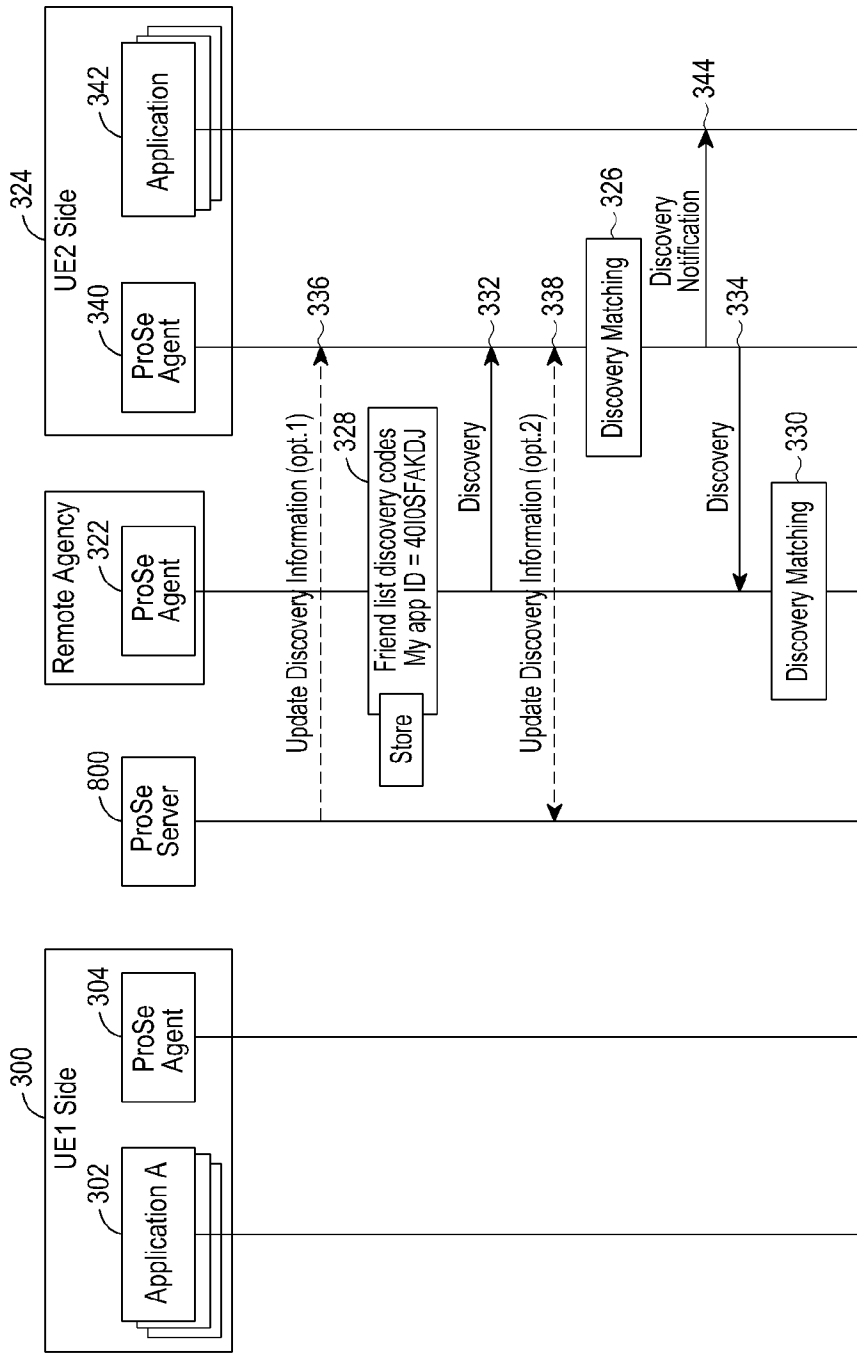 300
UE1 Side
302
Application A
304
ProSe
Agent
800
ProSe
Server
Remote Agency
322
ProSe
Agent
324
UE2 Side
340
ProSe
Agent
342
Application
Update Discovery Information (opt.1)
336
328
Store
Friend list discovery codes
My app ID = 40I0SFAKDJ
Discovery
332
Update Discovery Information (opt.2)
338
Discovery Matching
326
Discovery
Notification
344
Discovery
334
Discovery Matching
330